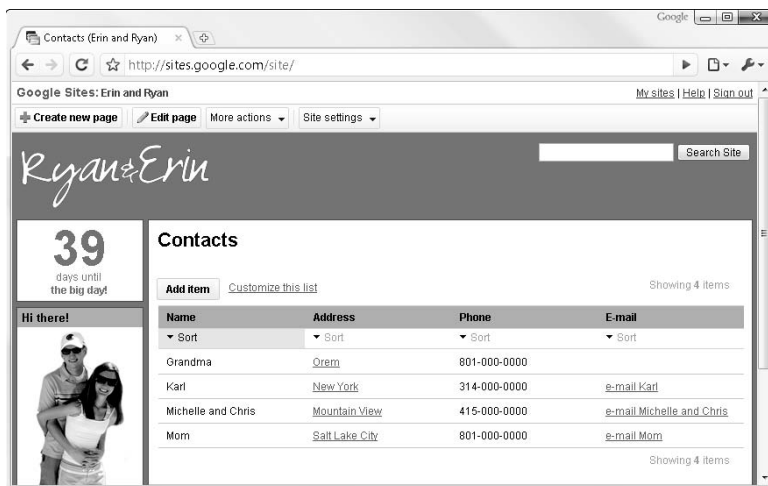 Google
Contacts (Erin and Ryan)
http://sites.google.com/site/
Google Sites: Erin and Ryan
My sites | Help | Sign out
Create new page
Edit page
More actions
Site settings
Ryan & Erin
Search Site
39
days until
the big day!
Hi there!
Contacts
Add item Customize this list Showing 4 items
Name Address Phone E-mail
Sort Sort Sort Sort
Grandma Orem 801-000-0000
Karl New York 314-000-0000 e-mail Karl
Michelle and Chris Mountain View 415-000-0000 e-mail Michelle and Chris
Mom Salt Lake City 801-000-0000 e-mail Mom
Showing 4 items